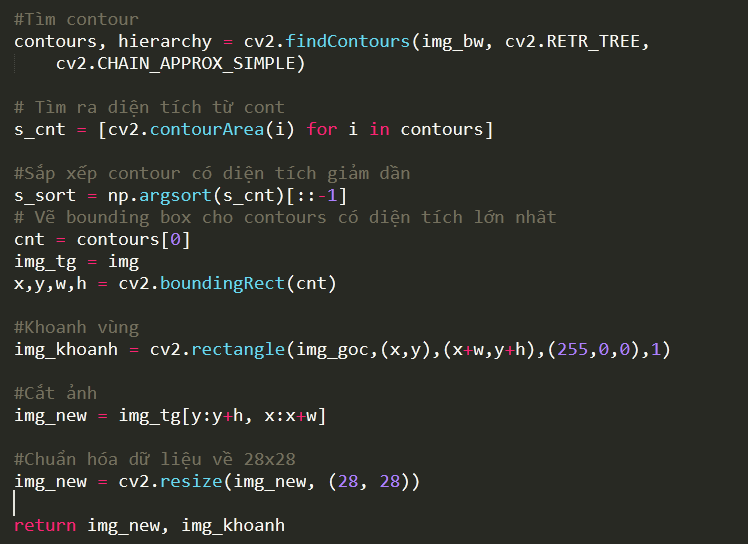 #Tìm contour
contours, hierarchy = cv2.findContours(img_bw, cv2.RETR_TREE,
    cv2.CHAIN_APPROX_SIMPLE)
# Tìm ra diện tích từ cont
s_cnt = [cv2.contourArea(i) for i in contours]
#Sắp xếp contour có diện tích giảm dần
s_sort = np.argsort(s_cnt)[::-1]
# Vẽ bounding box cho contours có diện tích lớn nhât
cnt = contours[0]
img_tg = img
x,y,w,h = cv2.boundingRect(cnt)
#Khoanh vùng
img_khoanh = cv2.rectangle(img_goc,(x,y),(x+w,y+h),(255,0,0),1)
#Cắt ảnh
img_new = img_tg[y:y+h, x:x+w]
#Chuẩn hóa dữ liệu về 28x28
img_new = cv2.resize(img_new, (28, 28))
return img_new, img_khoanh